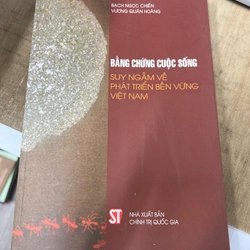 BẠCH NGỌC CHIẾN
VƯƠNG QUÂN HOÀNG
BẰNG CHỨNG CUỘC SỐNG
SUY NGẪM VỀ
PHÁT TRIỂN BỀN VỮNG
VIỆT NAM
ST
NHÀ XUẤT BẢN
CHÍNH TRỊ QUỐC GIA